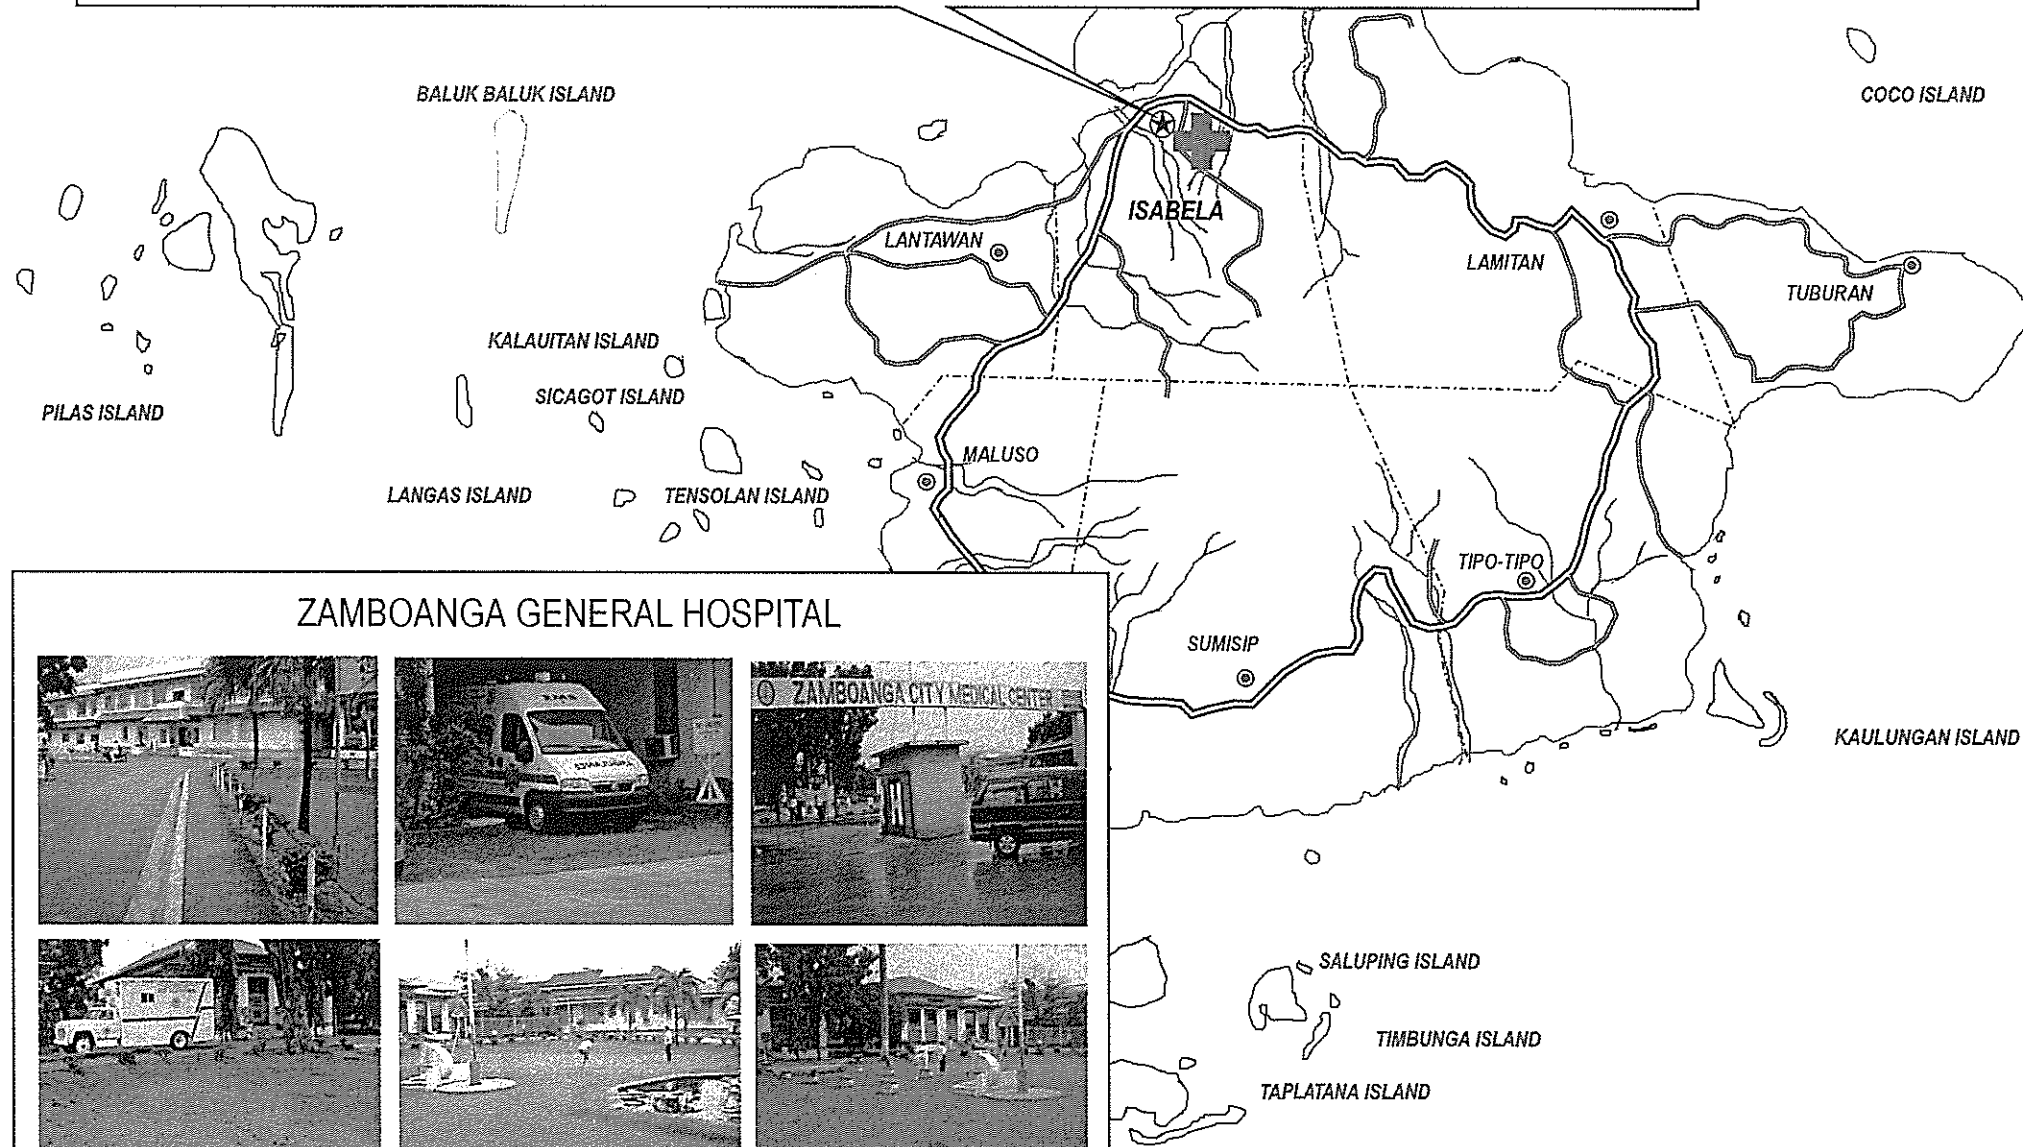 BALUK BALUK ISLAND
COCO ISLAND
ISABELA
LANTAWAN
LAMITAN
TUBURAN
KALAUITAN ISLAND
SICAGOT ISLAND
PILAS ISLAND
MALUSO
LANGAS ISLAND
TENSOLAN ISLAND
TIPO-TIPO
SUMISIP
KAULUNGAN ISLAND
ZAMBOANGA GENERAL HOSPITAL
ZAMBOANGA CITY MEDICAL CENTER
SALUPING ISLAND
TIMBUNGA ISLAND
TAPLATANA ISLAND